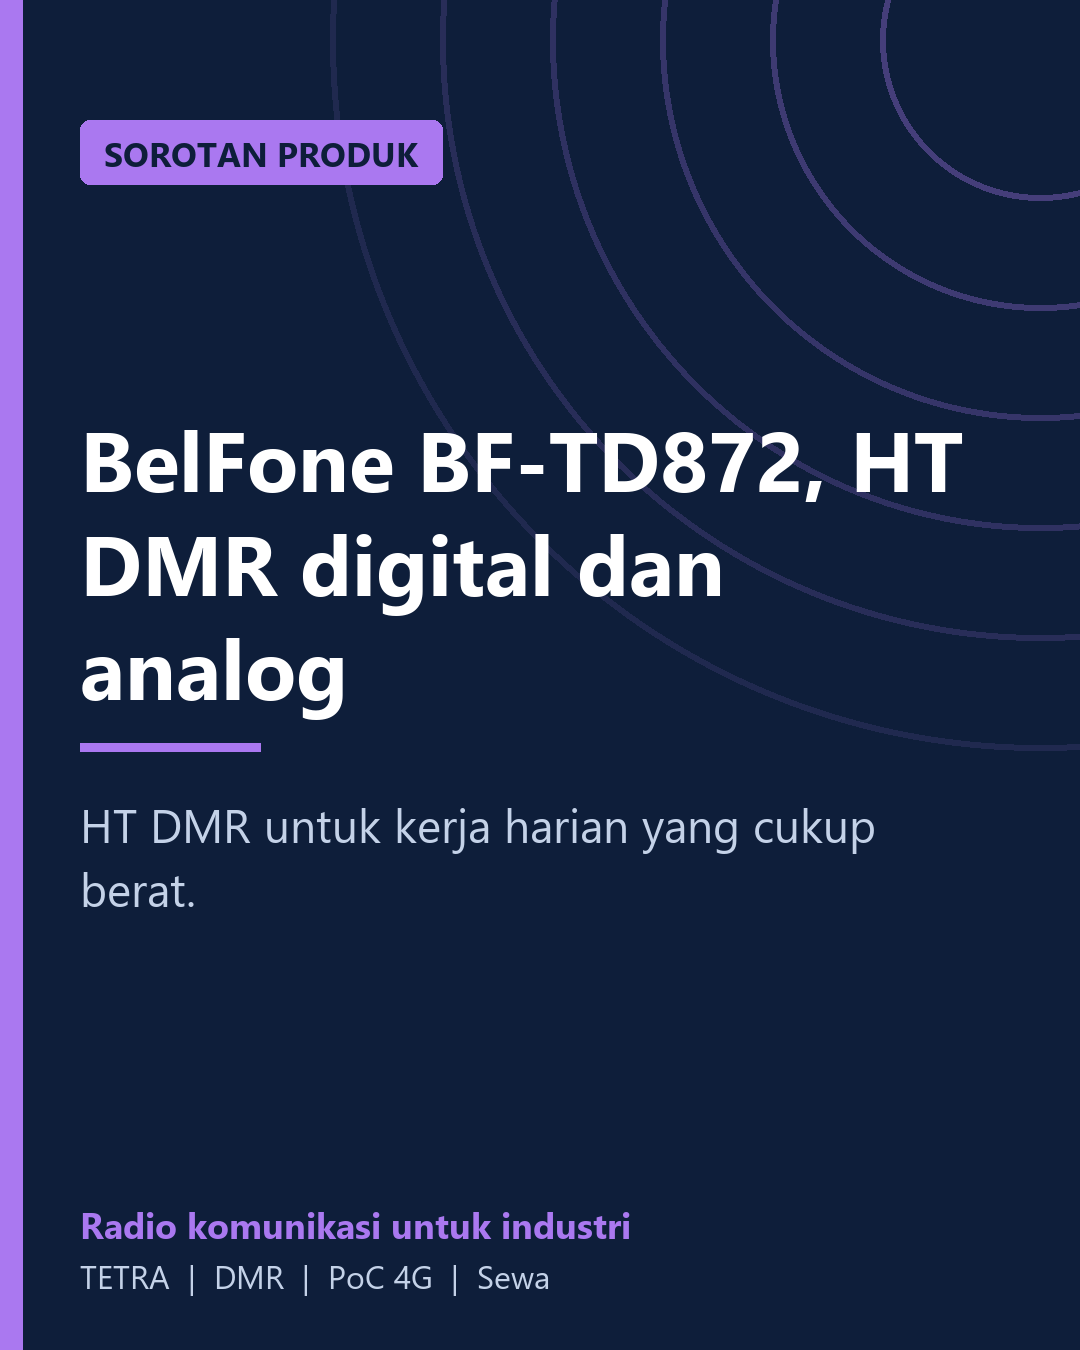 SOROTAN PRODUK
BelFone BF-TD872, HT
DMR digital dan
analog
HT DMR untuk kerja harian yang cukup
berat.
Radio komunikasi untuk industri
TETRA | DMR | PoC 4G | Sewa